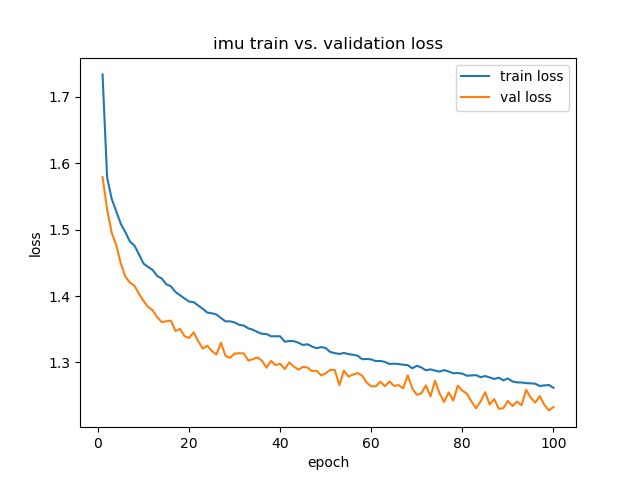 imu train vs. validation loss
train loss
val loss
loss
1.7
1.6
1.5
1.4
1.3
0 20 40 60 80 100
epoch